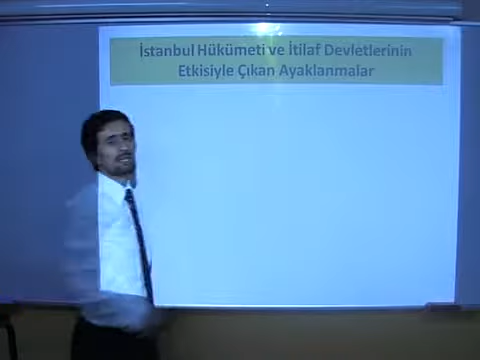 İstanbul Hükümeti ve İtilaf Devletlerinin
Etkisiyle Çıkan Ayaklanmalar